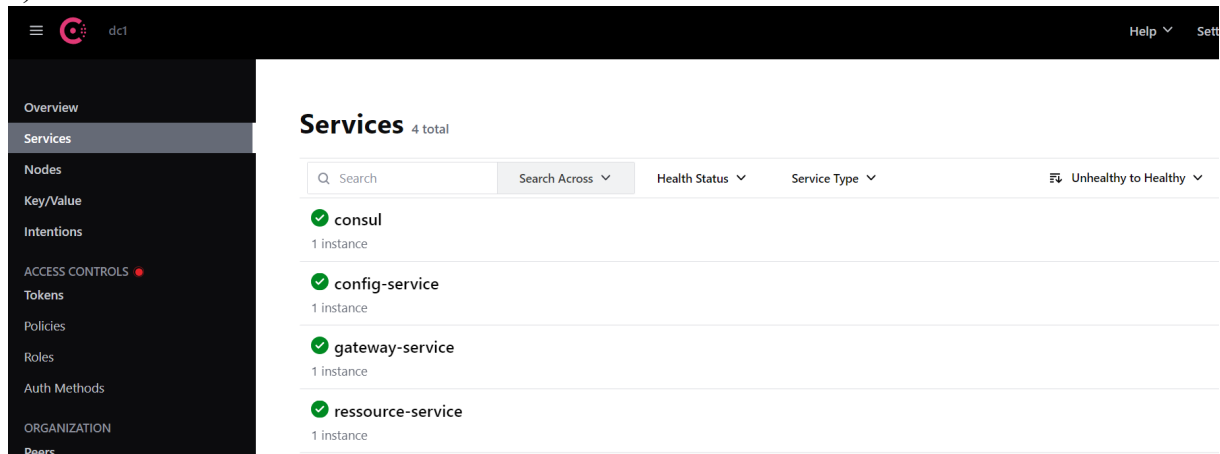 dc1
Help
Overview
Services
Nodes
Key/Value
Intentions
ACCESS CONTROLS
Tokens
Policies
Roles
Auth Methods
ORGANIZATION
Peers
Services 4 total
Search
Search Across
Health Status
Service Type
Unhealthy to Healthy
consul
1 instance
config-service
1 instance
gateway-service
1 instance
ressource-service
1 instance